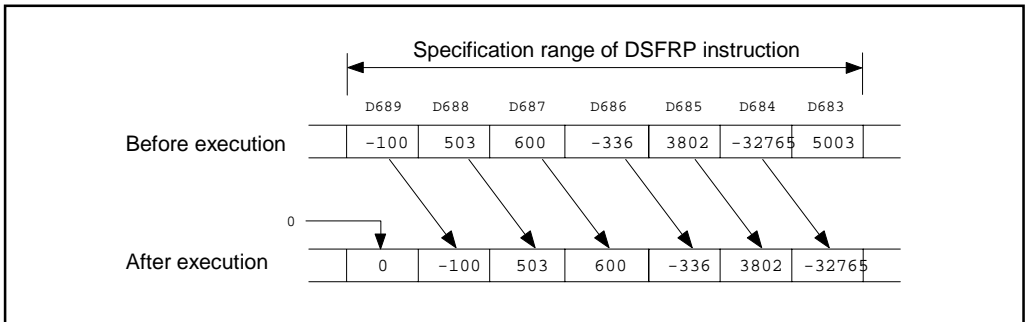 Specification range of DSFRP instruction
D689 D688 D687 D686 D685 D684 D683
Before execution -100 503 600 -336 3802 -32765 5003
0
After execution 0 -100 503 600 -336 3802 -32765